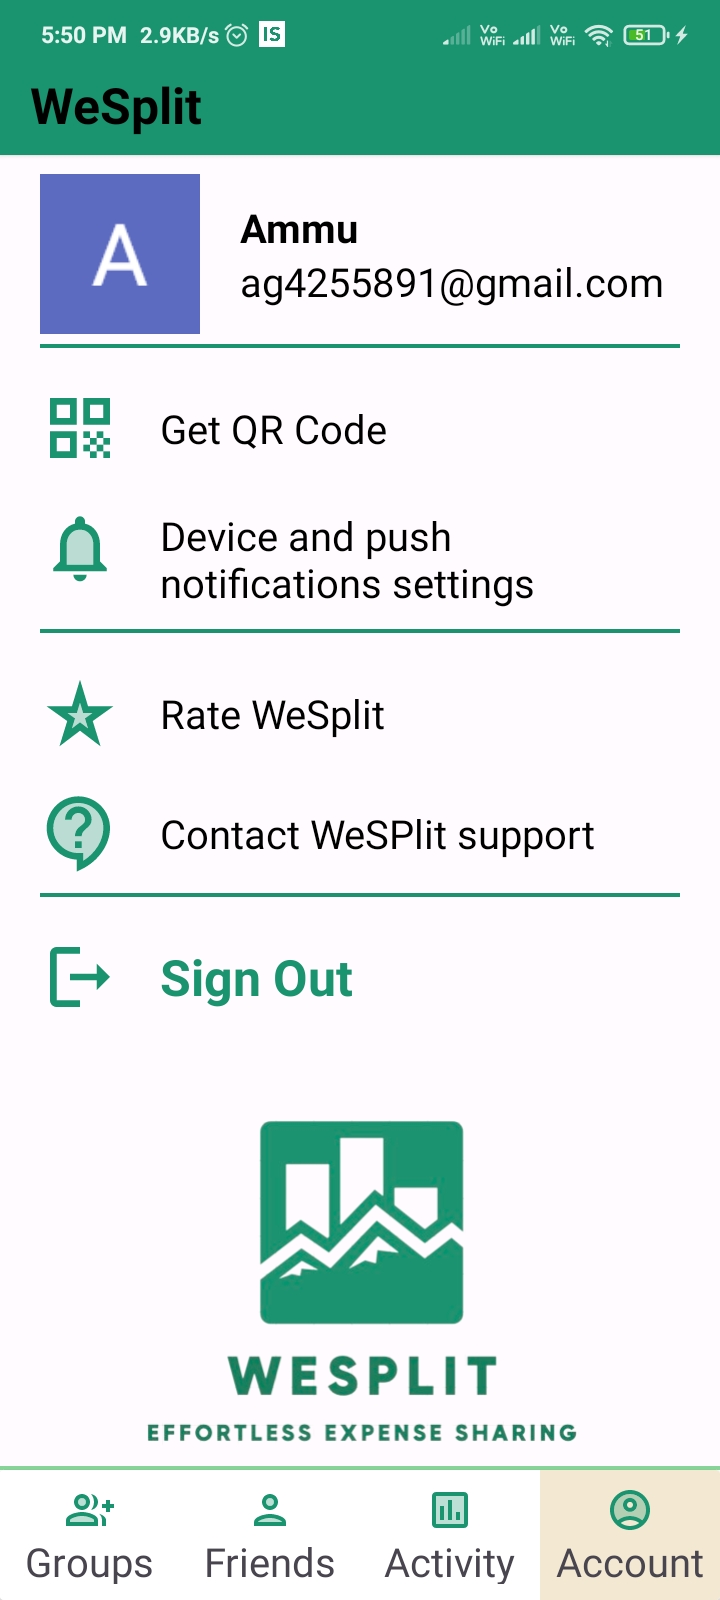 5:50 PM 2.9KB/s IS Vo WiFi Vo WiFi 51
WeSplit
A
Ammu
ag4255891@gmail.com
Get QR Code
Device and push
notifications settings
Rate WeSplit
Contact WeSPlit support
Sign Out
WESPLIT
EFFORTLESS EXPENSE SHARING
Groups Friends Activity Account